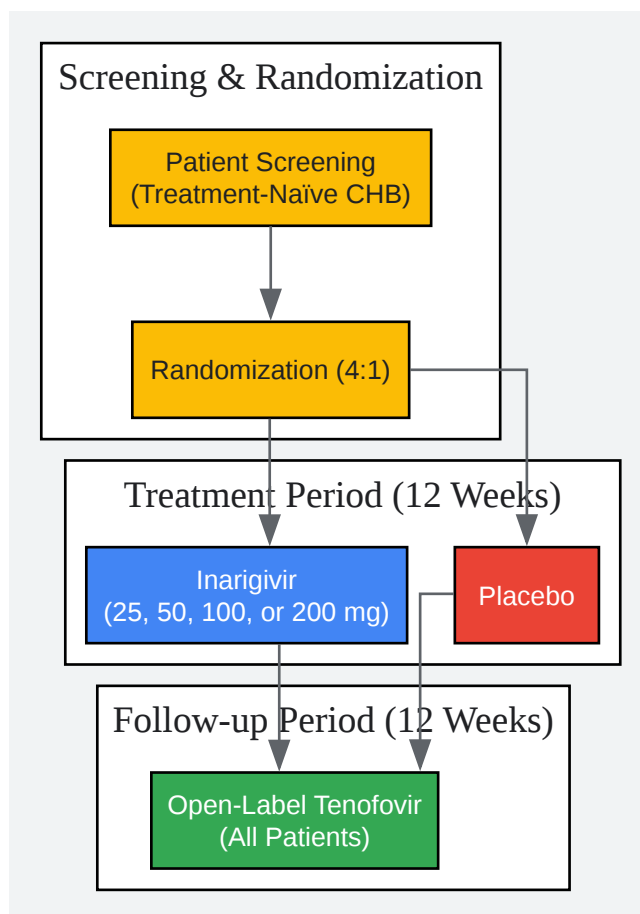 Screening & Randomization
Patient Screening
(Treatment-Naïve CHB)
Randomization (4:1)
Treatment Period (12 Weeks)
Inarigivir
(25, 50, 100, or 200 mg)
Placebo
Follow-up Period (12 Weeks)
Open-Label Tenofovir
(All Patients)